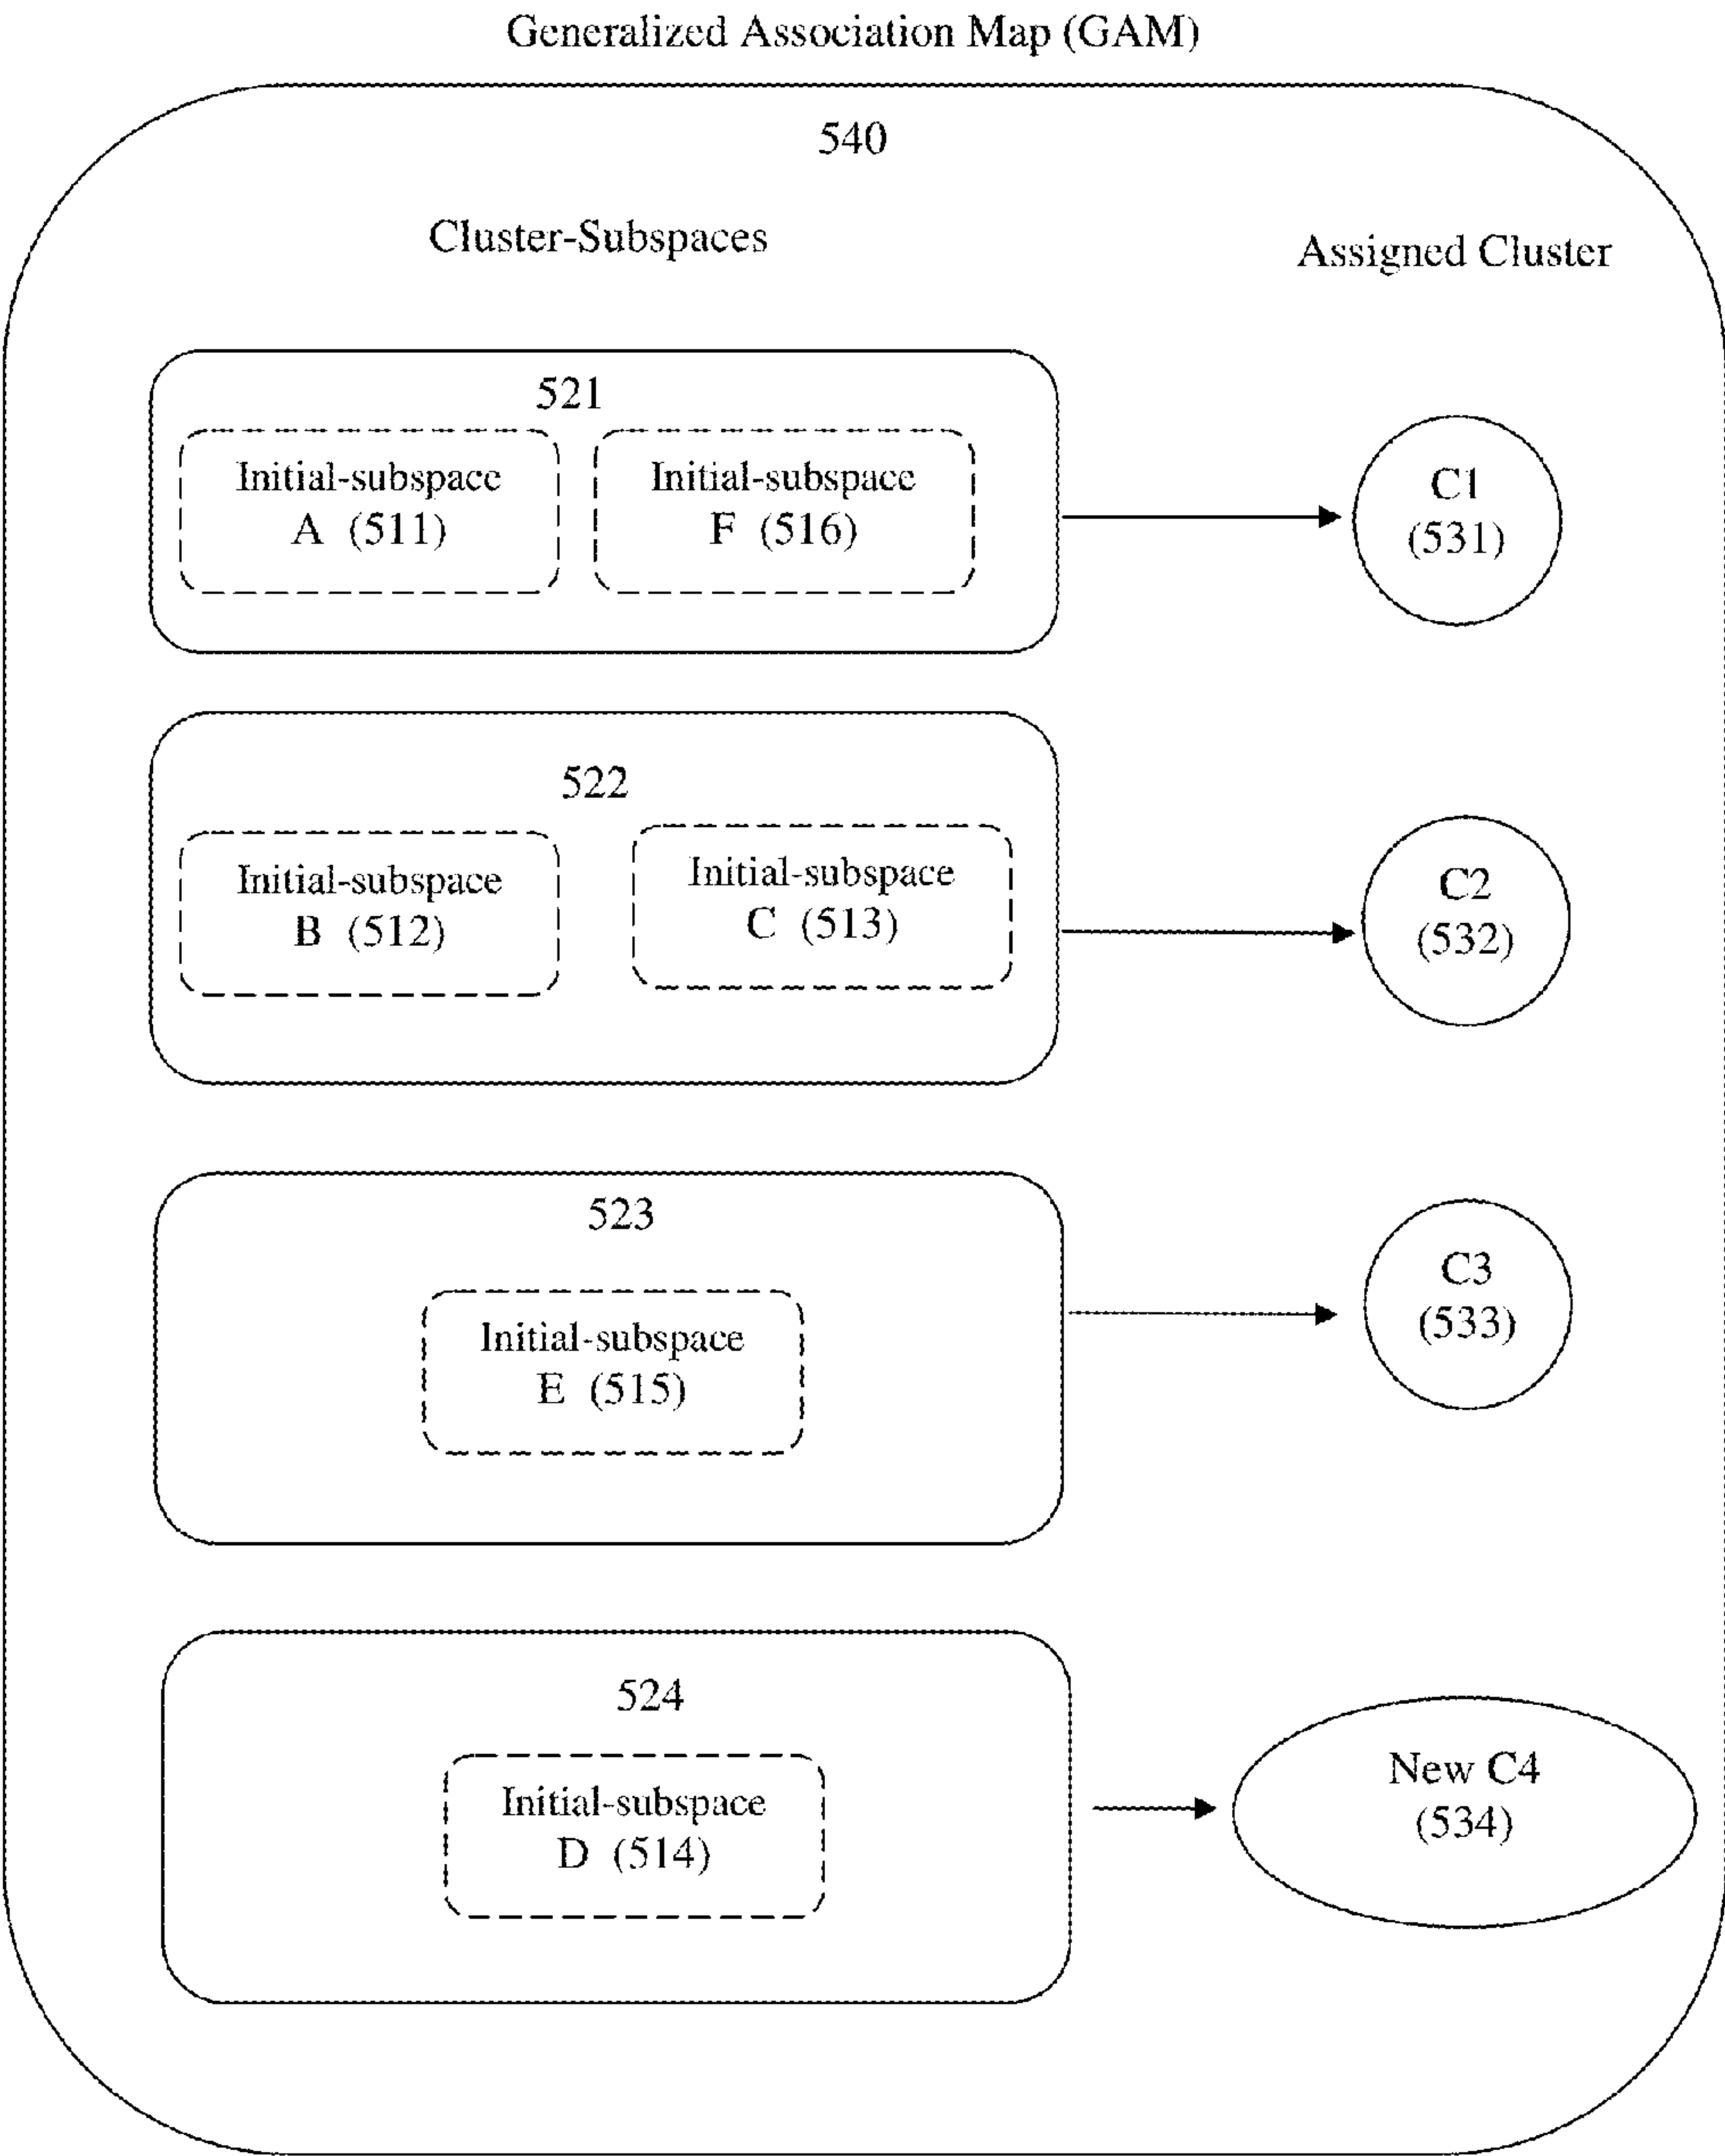 Generalized Association Map (GAM)
540
Cluster-Subspaces
Assigned Cluster
521
Initial-subspace
A (511)
Initial-subspace
F (516)
C1
(531)
522
Initial-subspace
B (512)
Initial-subspace
C (513)
C2
(532)
523
Initial-subspace
E (515)
C3
(533)
524
Initial-subspace
D (514)
New C4
(534)